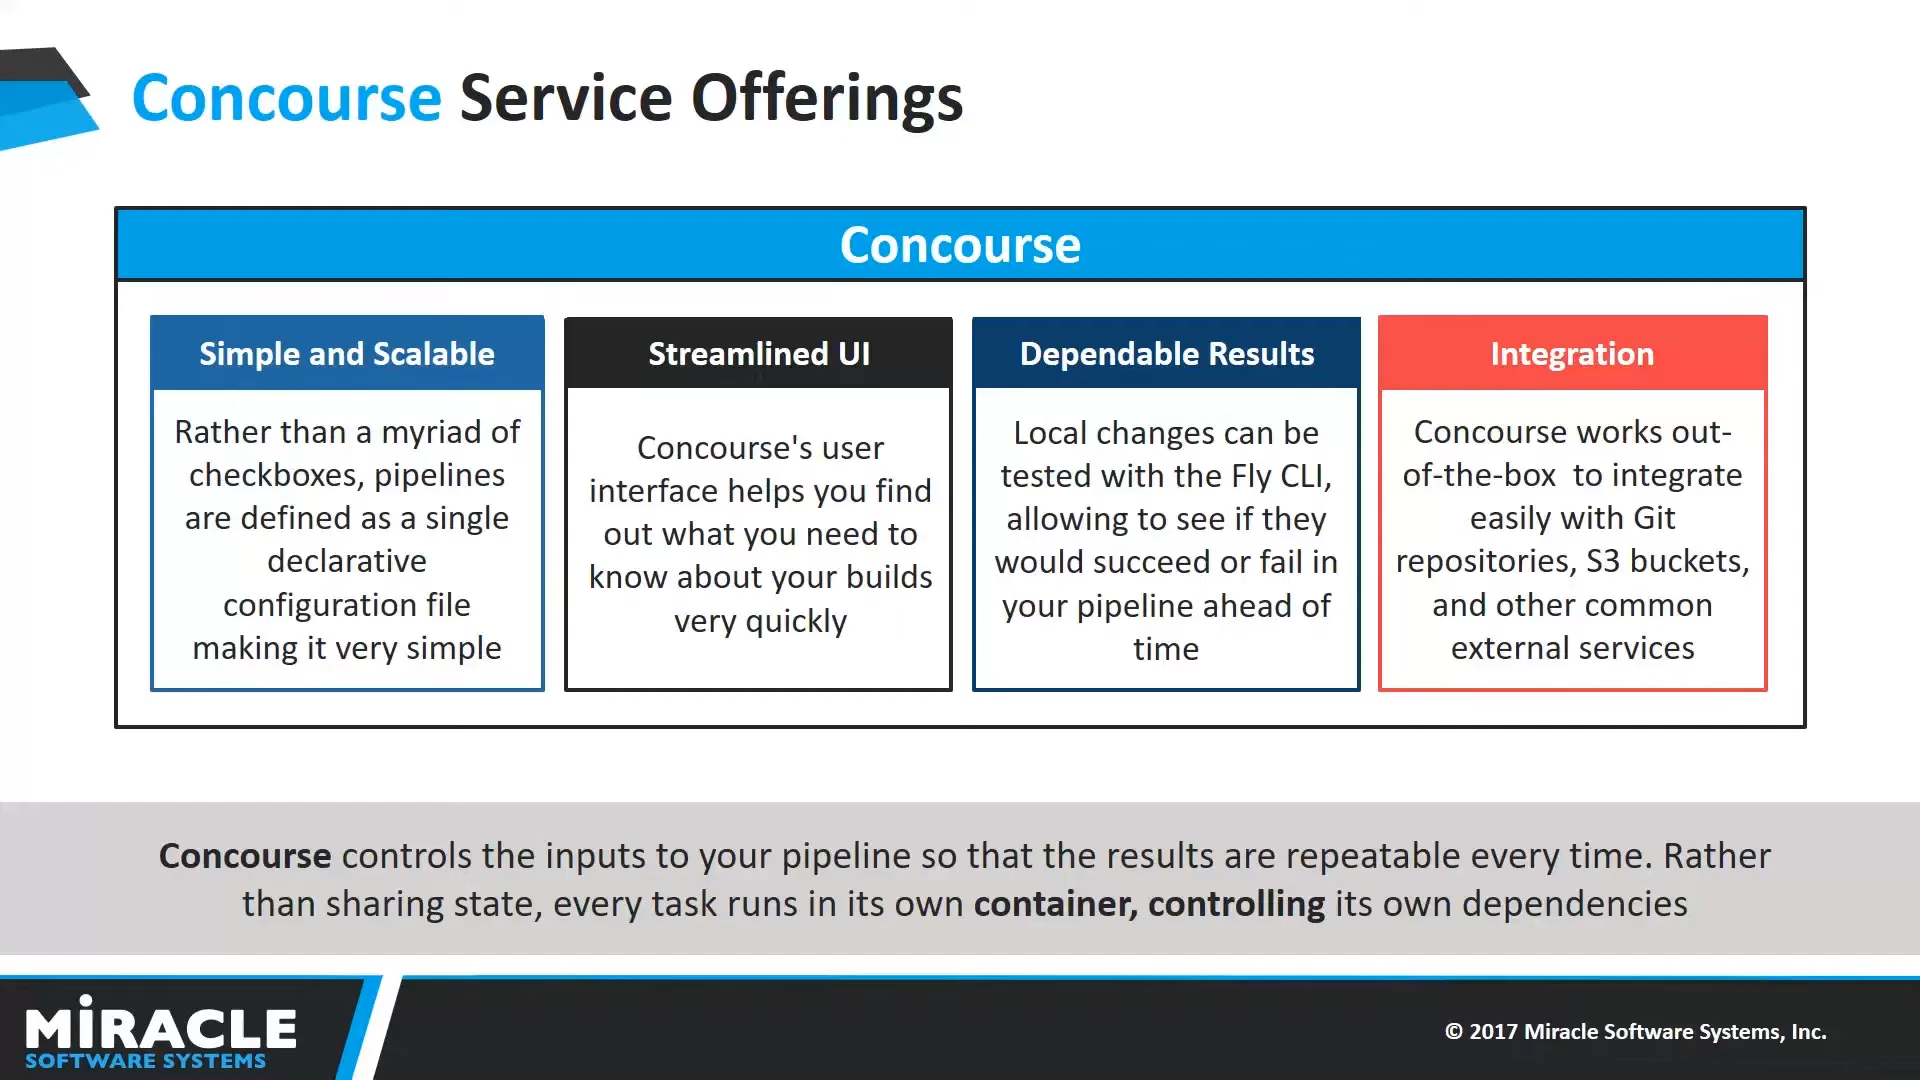 Concourse Service Offerings
Concourse
Simple and Scalable
Rather than a myriad of
checkboxes, pipelines
are defined as a single
declarative
configuration file
making it very simple
Streamlined UI
Concourse's user
interface helps you find
out what you need to
know about your builds
very quickly
Dependable Results
Local changes can be
tested with the Fly CLI,
allowing to see if they
would succeed or fail in
your pipeline ahead of
time
Integration
Concourse works out-
of-the-box  to integrate
easily with Git
repositories, S3 buckets,
and other common
external services
Concourse controls the inputs to your pipeline so that the results are repeatable every time. Rather
than sharing state, every task runs in its own container, controlling its own dependencies
MiRACLE
SOFTWARE SYSTEMS
© 2017 Miracle Software Systems, Inc.